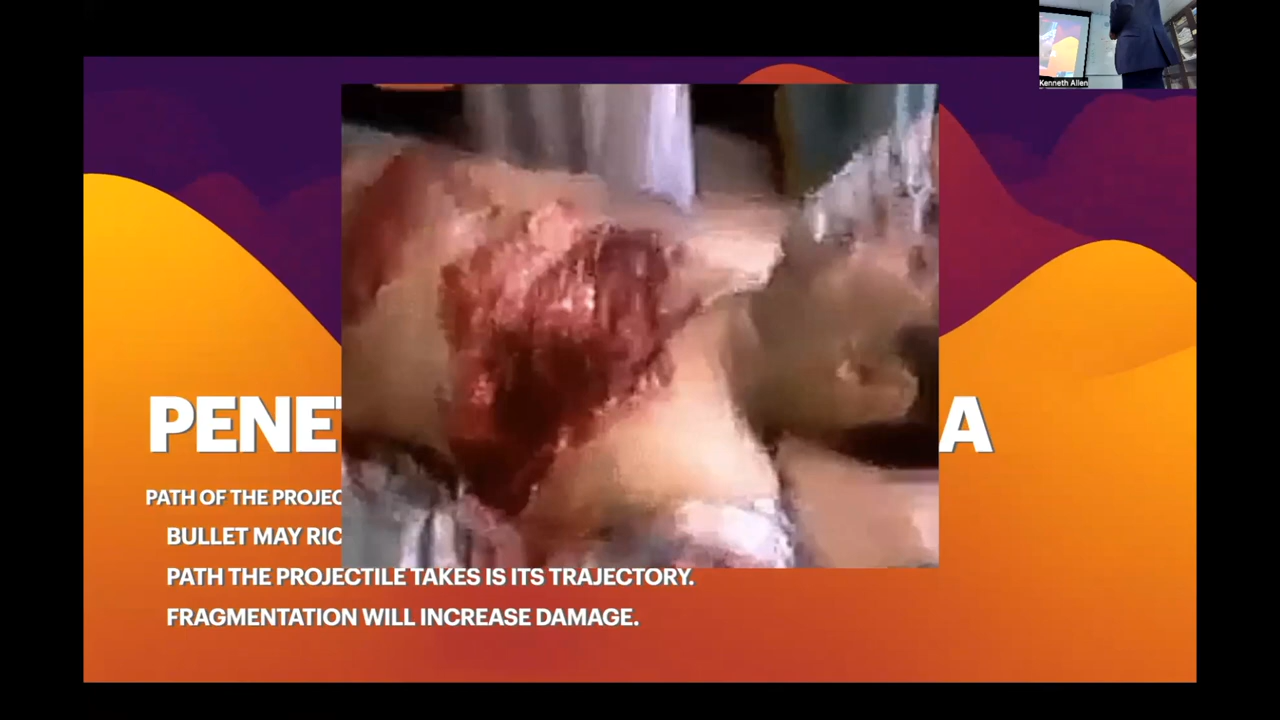 Kenneth Allen
PENE A
PATH OF THE PROJEC
BULLET MAY RIC
PATH THE PROJECTILE TAKES IS ITS TRAJECTORY.
FRAGMENTATION WILL INCREASE DAMAGE.